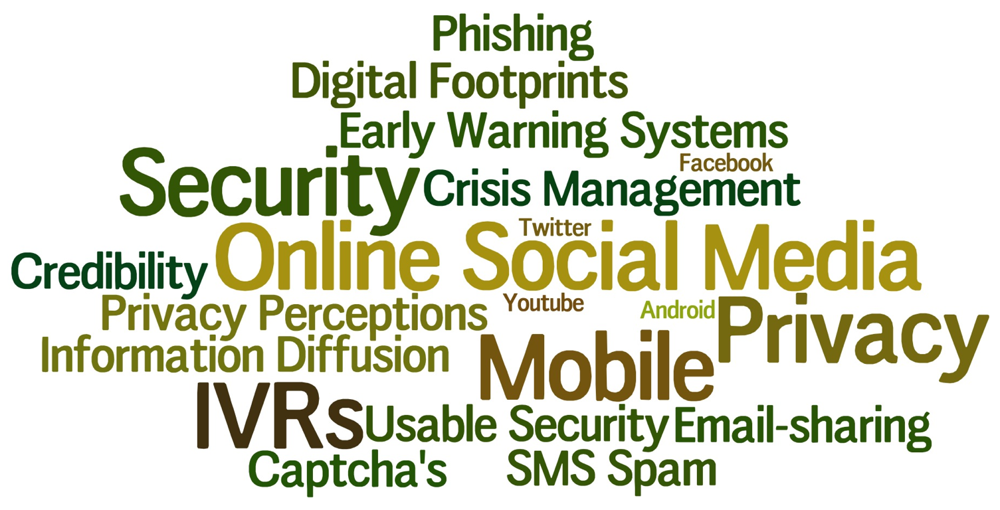 Phishing
Digital Footprints
Early Warning Systems
Facebook
Security
Crisis Management
Twitter
Online Social Media
Credibility
Privacy Perceptions
Youtube
Android
Privacy
Information Diffusion
Mobile
IVRs
Usable Security
Email-sharing
Captcha's
SMS Spam